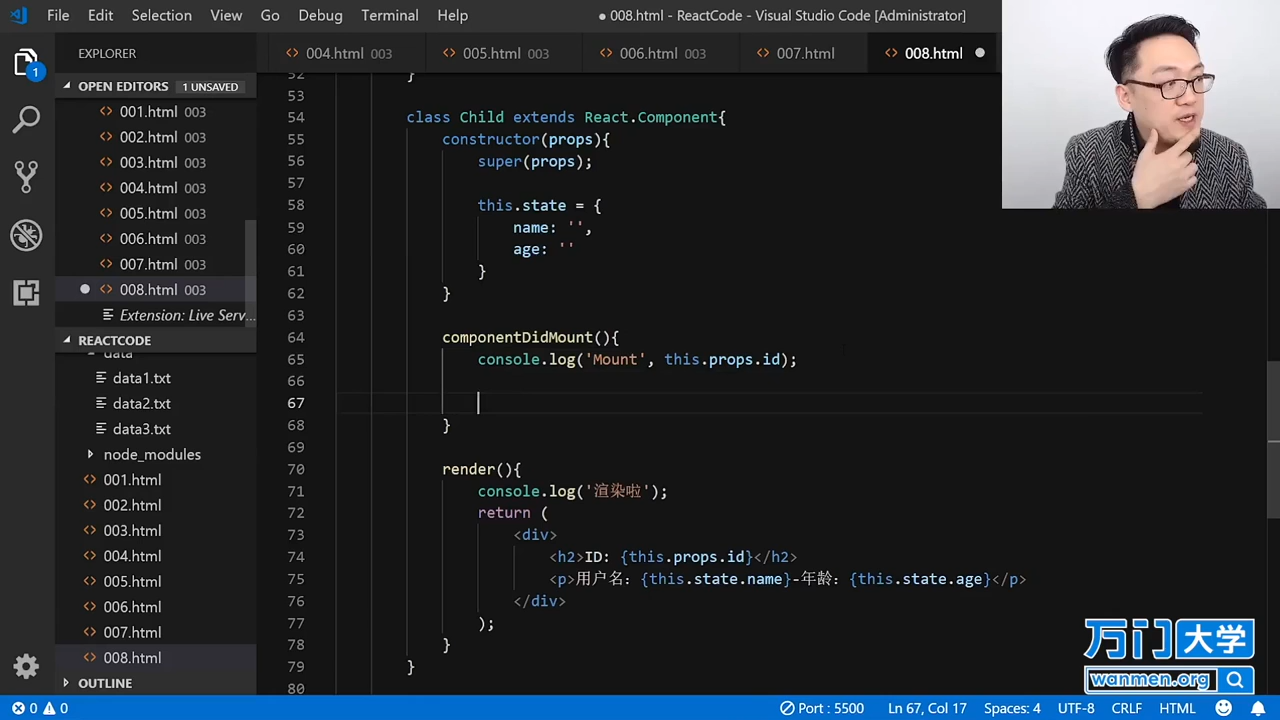 File Edit Selection View Go Debug Terminal Help
● 008.html - ReactCode - Visual Studio Code [Administrator]
EXPLORER
004.html 003 005.html 003 006.html 003 007.html 008.html ●
1
OPEN EDITORS 1 UNSAVED
001.html 003
002.html 003
003.html 003
004.html 003
005.html 003
006.html 003
007.html 003
008.html 003
Extension: Live Serv...
REACTCODE
data
data1.txt
data2.txt
data3.txt
node_modules
001.html
002.html
003.html
004.html
005.html
006.html
007.html
008.html
OUTLINE
52 }
53
54 class Child extends React.Component{
55 constructor(props){
56 super(props);
57
58 this.state = {
59 name: '',
60 age: ''
61 }
62 }
63
64 componentDidMount(){
65 console.log('Mount', this.props.id);
66
67
68 }
69
70 render(){
71 console.log('渲染啦');
72 return (
73 <div>
74 <h2>ID: {this.props.id}</h2>
75 <p>用户名: {this.state.name}-年龄: {this.state.age}</p>
76 </div>
77 );
78 }
79 }
80
万门大学
wanmen.org
0 0 Port : 5500 Ln 67, Col 17 Spaces: 4 UTF-8 CRLF HTML